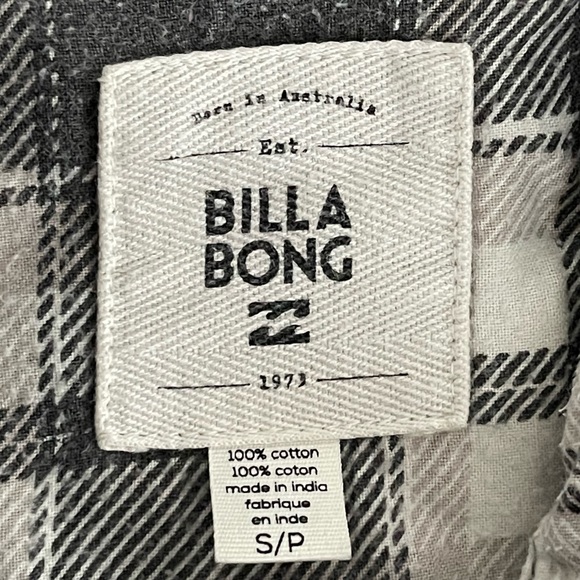 Born in Australia
Est.
BILLA
BONG
1973
100% cotton
100% coton
made in india
fabrique
en inde
S/P